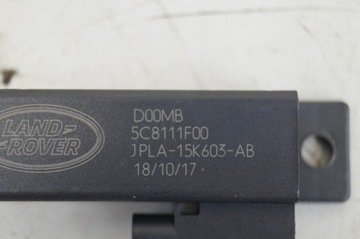 LAND
ROVER
D00MB
5C8111F00
JPLA-15K603-AB
18/10/17